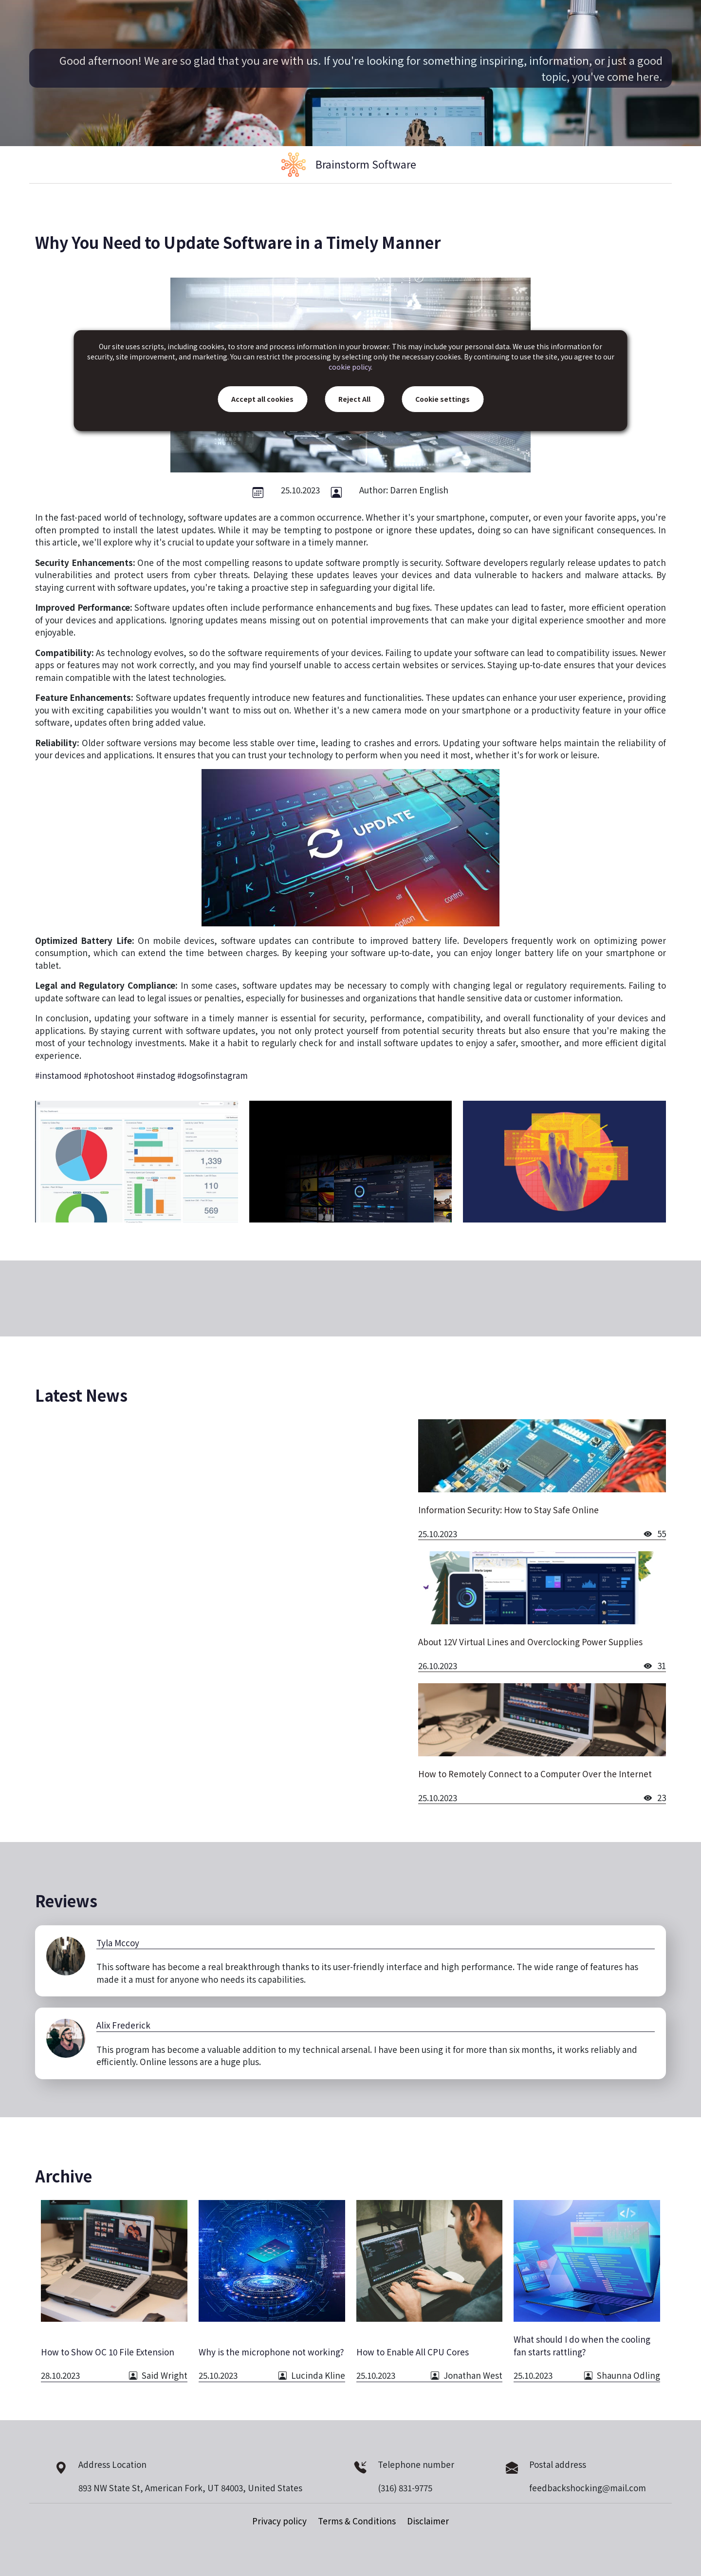 Good afternoon! We are so glad that you are with us. If you're looking for something inspiring, information, or just a good
topic, you've come here.
Brainstorm Software
Why You Need to Update Software in a Timely Manner
Our site uses scripts, including cookies, to store and process information in your browser. This may include your personal data. We use this information for
security, site improvement, and marketing. You can restrict the processing by selecting only the necessary cookies. By continuing to use the site, you agree to our
cookie policy.
Accept all cookies
Reject All
Cookie settings
25.10.2023
Author: Darren English
In the fast-paced world of technology, software updates are a common occurrence. Whether it's your smartphone, computer, or even your favorite apps, you're
often prompted to install the latest updates. While it may be tempting to postpone or ignore these updates, doing so can have significant consequences. In
this article, we'll explore why it's crucial to update your software in a timely manner.
Security Enhancements: One of the most compelling reasons to update software promptly is security. Software developers regularly release updates to patch
vulnerabilities and protect users from cyber threats. Delaying these updates leaves your devices and data vulnerable to hackers and malware attacks. By
staying current with software updates, you're taking a proactive step in safeguarding your digital life.
Improved Performance: Software updates often include performance enhancements and bug fixes. These updates can lead to faster, more efficient operation
of your devices and applications. Ignoring updates means missing out on potential improvements that can make your digital experience smoother and more
enjoyable.
Compatibility: As technology evolves, so do the software requirements of your devices. Failing to update your software can lead to compatibility issues. Newer
apps or features may not work correctly, and you may find yourself unable to access certain websites or services. Staying up-to-date ensures that your devices
remain compatible with the latest technologies.
Feature Enhancements: Software updates frequently introduce new features and functionalities. These updates can enhance your user experience, providing
you with exciting capabilities you wouldn't want to miss out on. Whether it's a new camera mode on your smartphone or a productivity feature in your office
software, updates often bring added value.
Reliability: Older software versions may become less stable over time, leading to crashes and errors. Updating your software helps maintain the reliability of
your devices and applications. It ensures that you can trust your technology to perform when you need it most, whether it's for work or leisure.
UPDATE
shift
alt
control
option
Optimized Battery Life: On mobile devices, software updates can contribute to improved battery life. Developers frequently work on optimizing power
consumption, which can extend the time between charges. By keeping your software up-to-date, you can enjoy longer battery life on your smartphone or
tablet.
Legal and Regulatory Compliance: In some cases, software updates may be necessary to comply with changing legal or regulatory requirements. Failing to
update software can lead to legal issues or penalties, especially for businesses and organizations that handle sensitive data or customer information.
In conclusion, updating your software in a timely manner is essential for security, performance, compatibility, and overall functionality of your devices and
applications. By staying current with software updates, you not only protect yourself from potential security threats but also ensure that you're making the
most of your technology investments. Make it a habit to regularly check for and install software updates to enjoy a safer, smoother, and more efficient digital
experience.
#instamood #photoshoot #instadog #dogsofinstagram
1,339
110
569
Latest News
Information Security: How to Stay Safe Online
25.10.2023
55
About 12V Virtual Lines and Overclocking Power Supplies
26.10.2023
31
How to Remotely Connect to a Computer Over the Internet
25.10.2023
23
Reviews
Tyla Mccoy
This software has become a real breakthrough thanks to its user-friendly interface and high performance. The wide range of features has
made it a must for anyone who needs its capabilities.
Alix Frederick
This program has become a valuable addition to my technical arsenal. I have been using it for more than six months, it works reliably and
efficiently. Online lessons are a huge plus.
Archive
How to Show OC 10 File Extension
28.10.2023
Said Wright
Why is the microphone not working?
25.10.2023
Lucinda Kline
How to Enable All CPU Cores
25.10.2023
Jonathan West
</>
What should I do when the cooling
fan starts rattling?
25.10.2023
Shaunna Odling
Address Location
893 NW State St, American Fork, UT 84003, United States
Telephone number
(316) 831-9775
Postal address
feedbackshocking@mail.com
Privacy policy
Terms & Conditions
Disclaimer